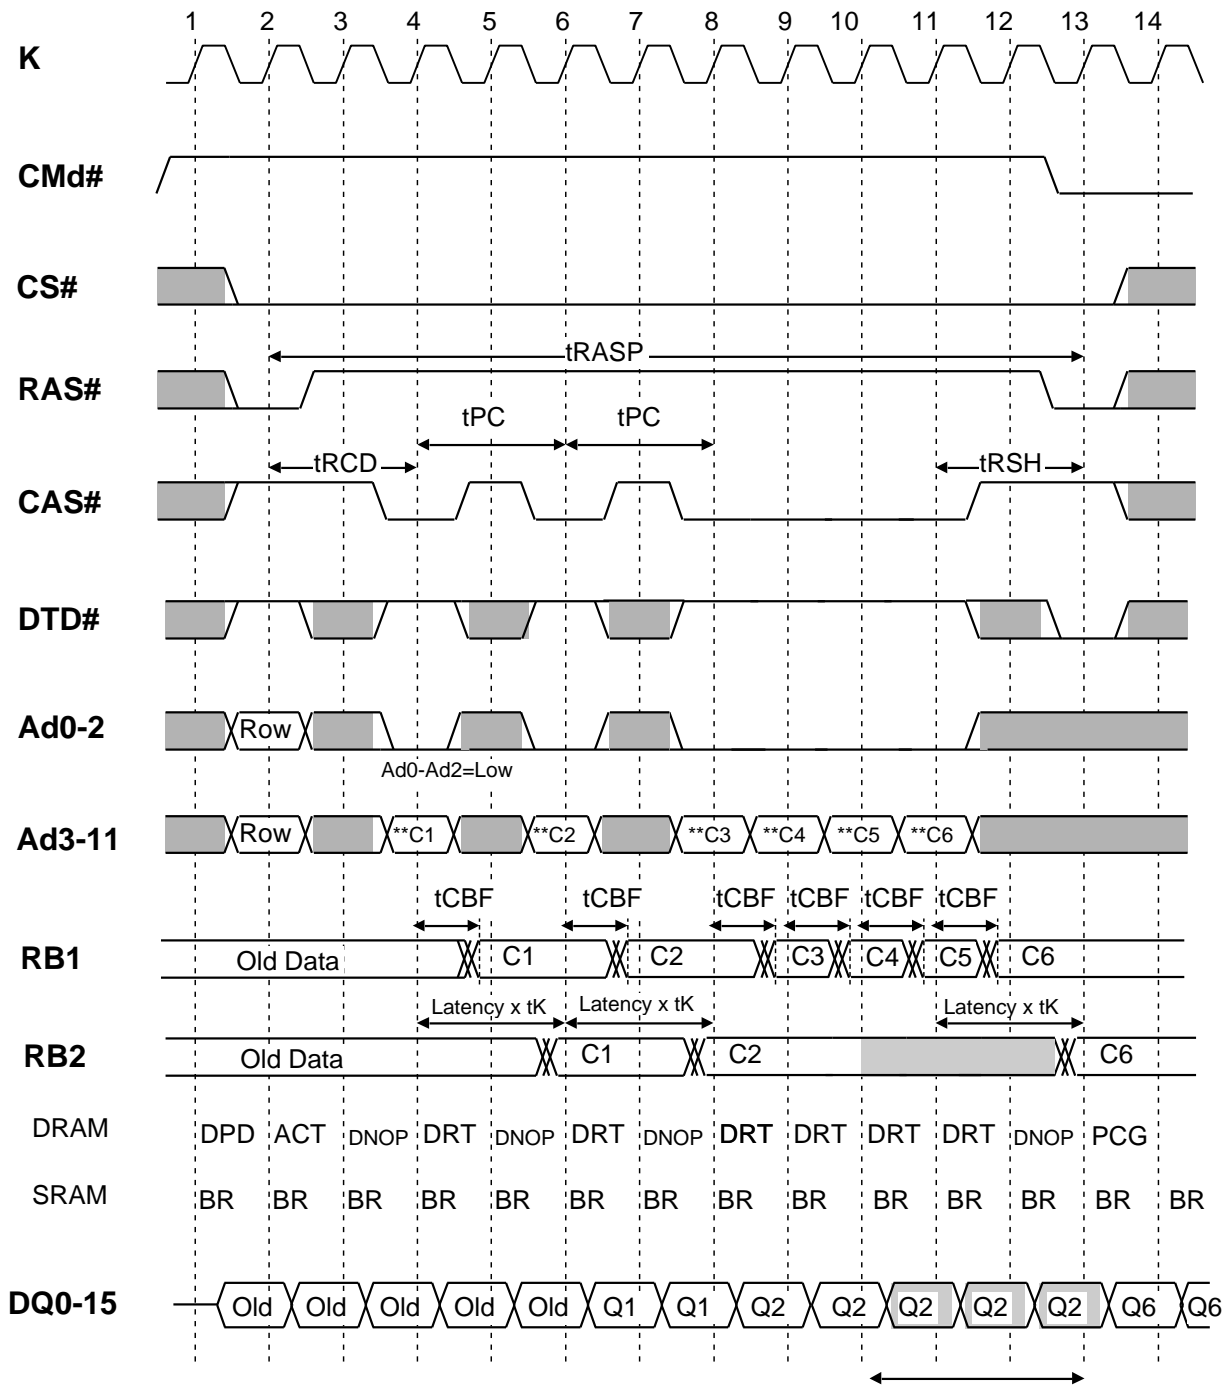 1 2 3 4 5 6 7 8 9 10 11 12 13 14
K
CMd#
CS#
tRASP
RAS#
tPC tPC
tRCD tRSH
CAS#
DTD#
Ad0-2 Row
Ad0-Ad2=Low
Ad3-11 Row **C1 **C2 **C3 **C4 **C5 **C6
tCBF tCBF tCBF tCBF tCBF tCBF
RB1 Old Data C1 C2 C3 C4 C5 C6
Latency x tK Latency x tK Latency x tK
RB2 Old Data C1 C2 C6
DRAM DPD ACT DNOP DRT DNOP DRT DNOP DRT DRT DRT DRT DNOP PCG
SRAM BR BR BR BR BR BR BR BR BR BR BR BR BR BR
DQ0-15 Old Old Old Old Old Q1 Q1 Q2 Q2 Q2 Q2 Q2 Q6 Q6